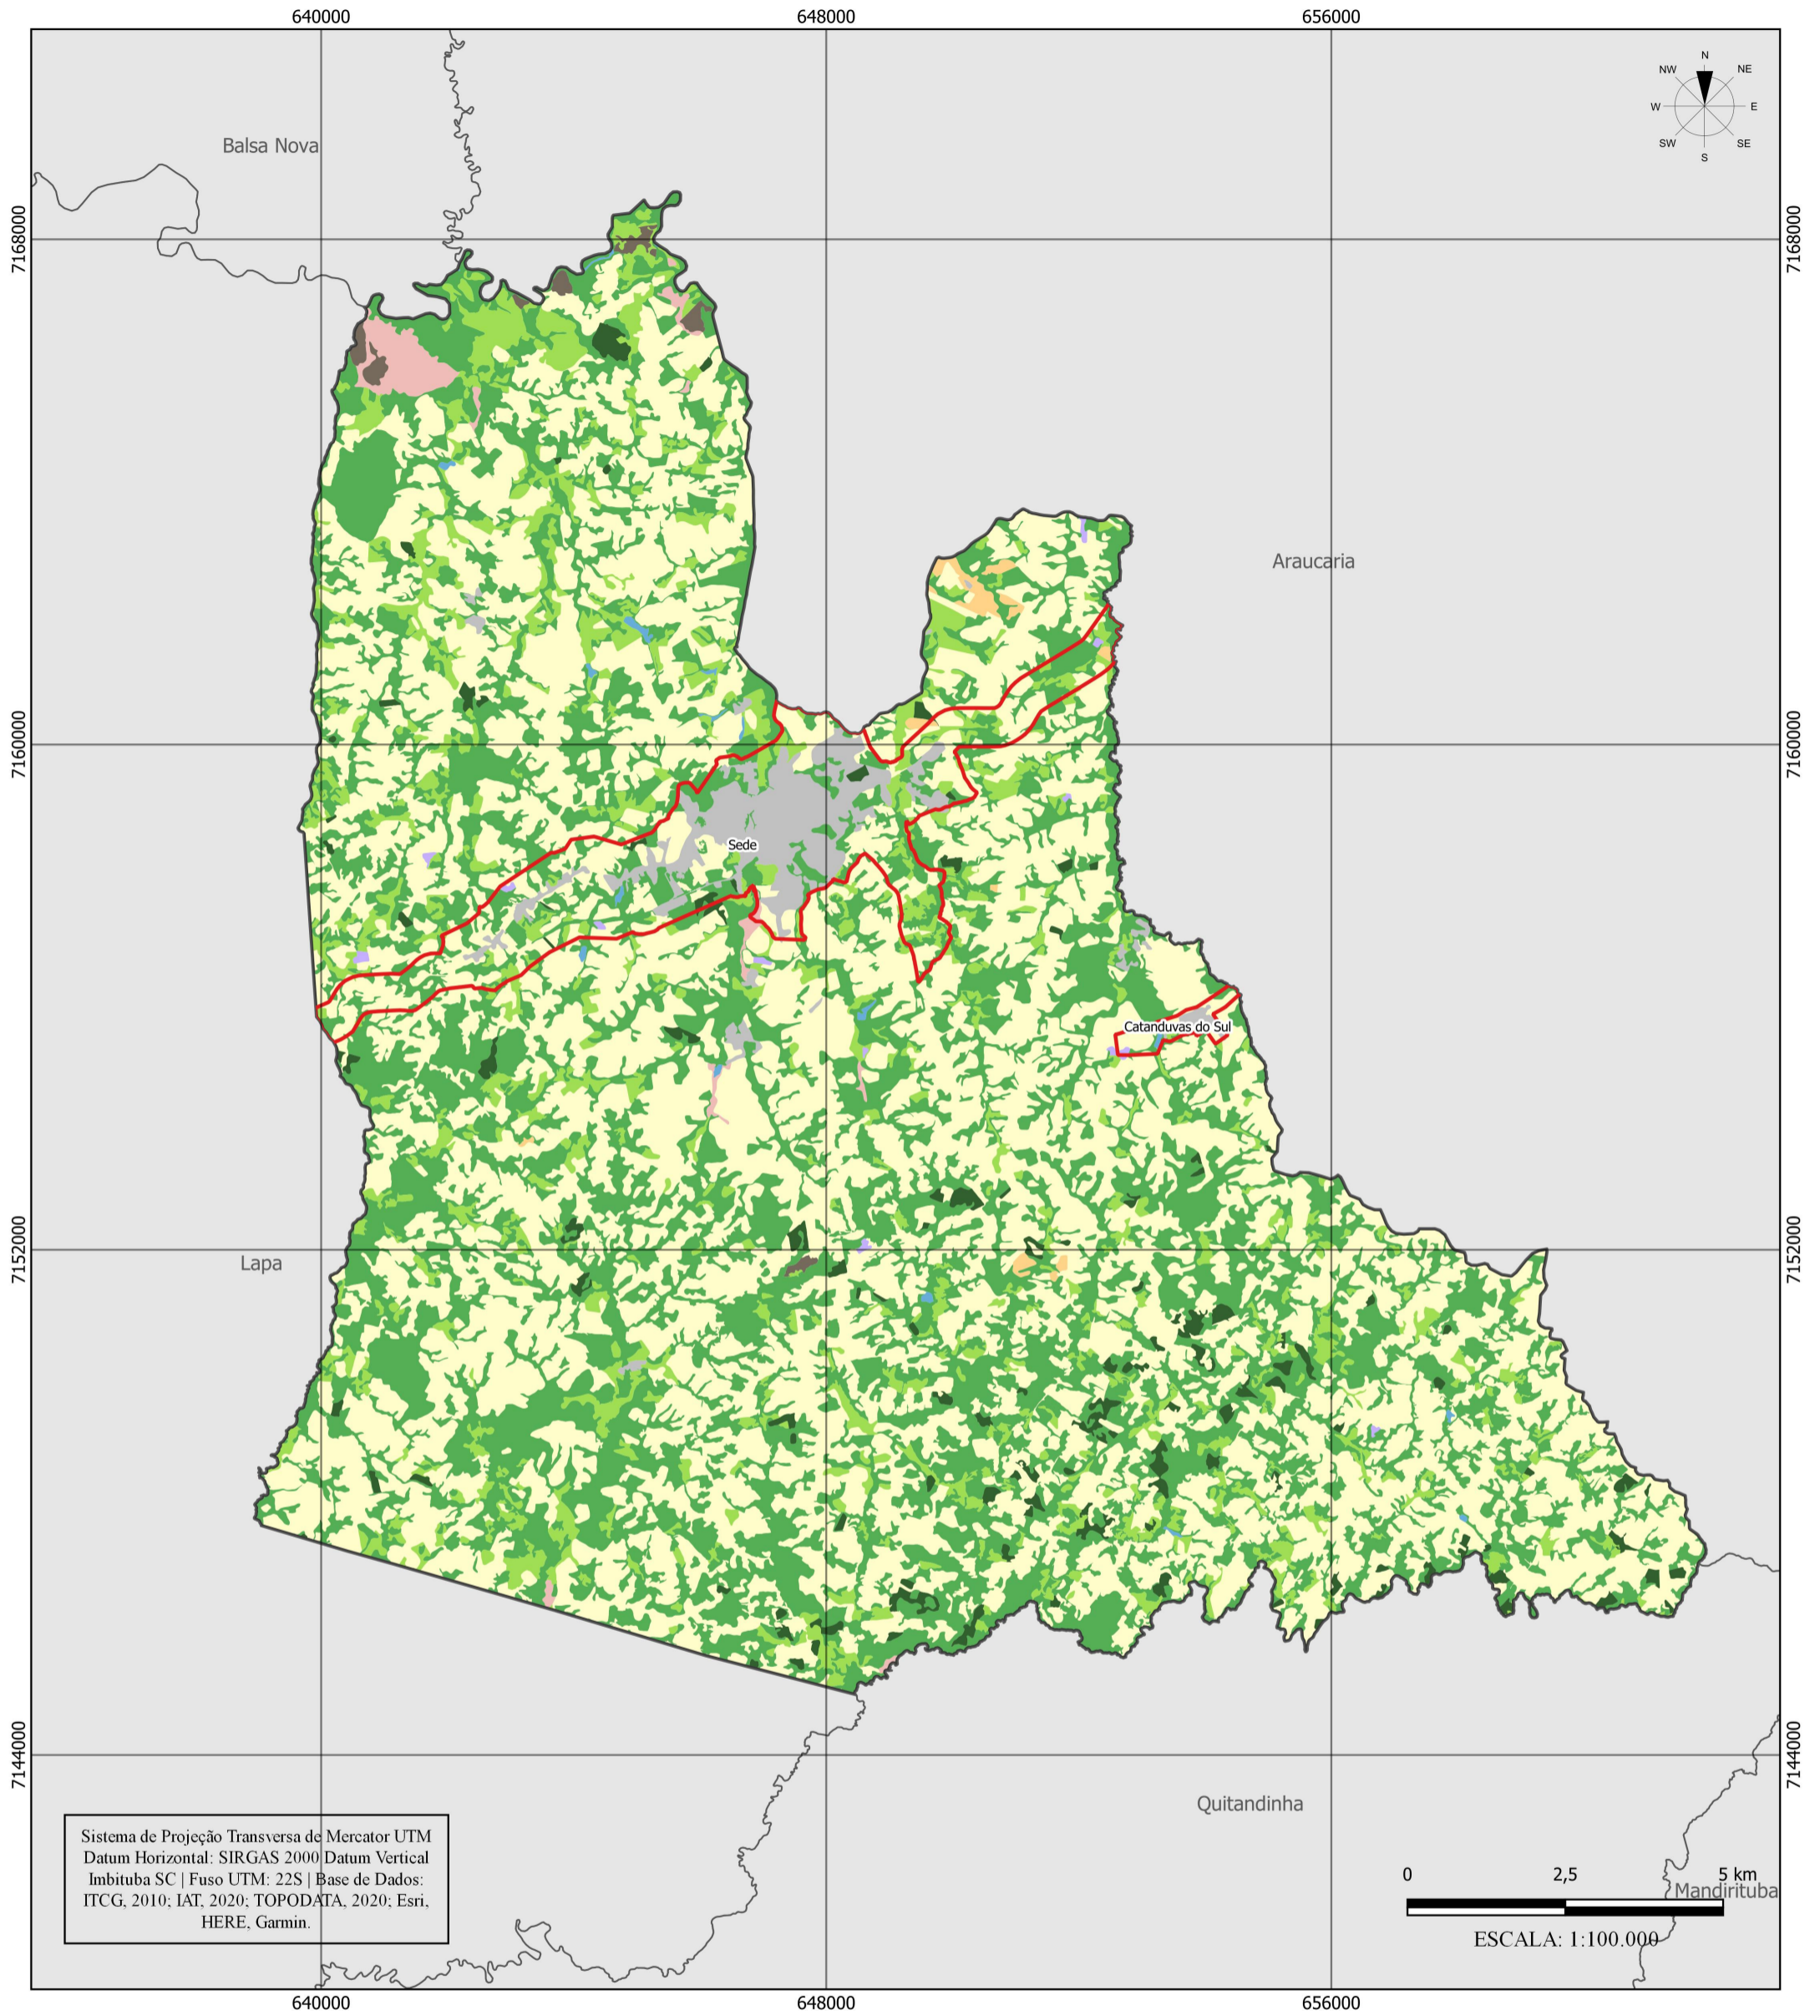 640000 648000 656000
N
NW NE
W E
SW SE
S
Balsa Nova
7168000 7168000
Araucaria
7160000 7160000
Sede
Catanduvas do Sul
7152000 7152000
Lapa
7144000 7144000
Quitandinha
Sistema de Projeção Transversa de Mercator UTM
Datum Horizontal: SIRGAS 2000 Datum Vertical
Imbituba SC | Fuso UTM: 22S | Base de Dados:
ITCG, 2010; IAT, 2020; TOPODATA, 2020; Esri,
HERE, Garmin.
0 2,5 5 km
Mandirituba
ESCALA: 1:100.000
640000 648000 656000